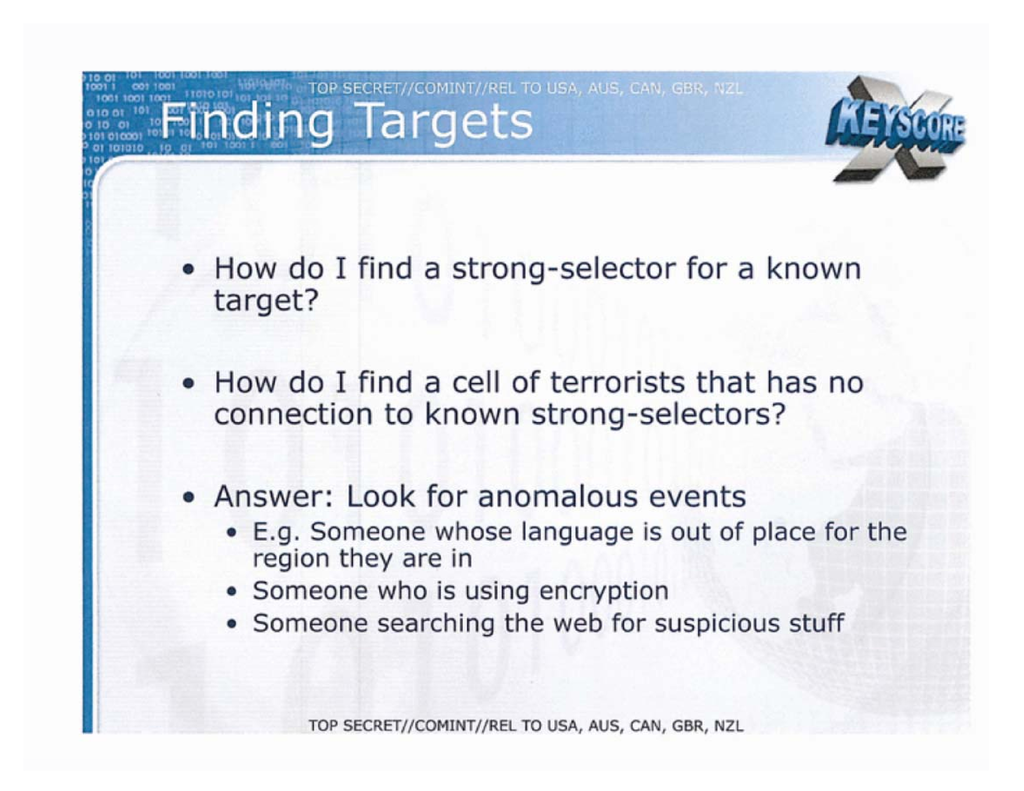 TOP SECRET//COMINT//REL TO USA, AUS, CAN, GBR, NZL
Finding Targets
KEYSCORE
X
• How do I find a strong-selector for a known
target?
• How do I find a cell of terrorists that has no
connection to known strong-selectors?
• Answer: Look for anomalous events
• E.g. Someone whose language is out of place for the
region they are in
• Someone who is using encryption
• Someone searching the web for suspicious stuff
TOP SECRET//COMINT//REL TO USA, AUS, CAN, GBR, NZL